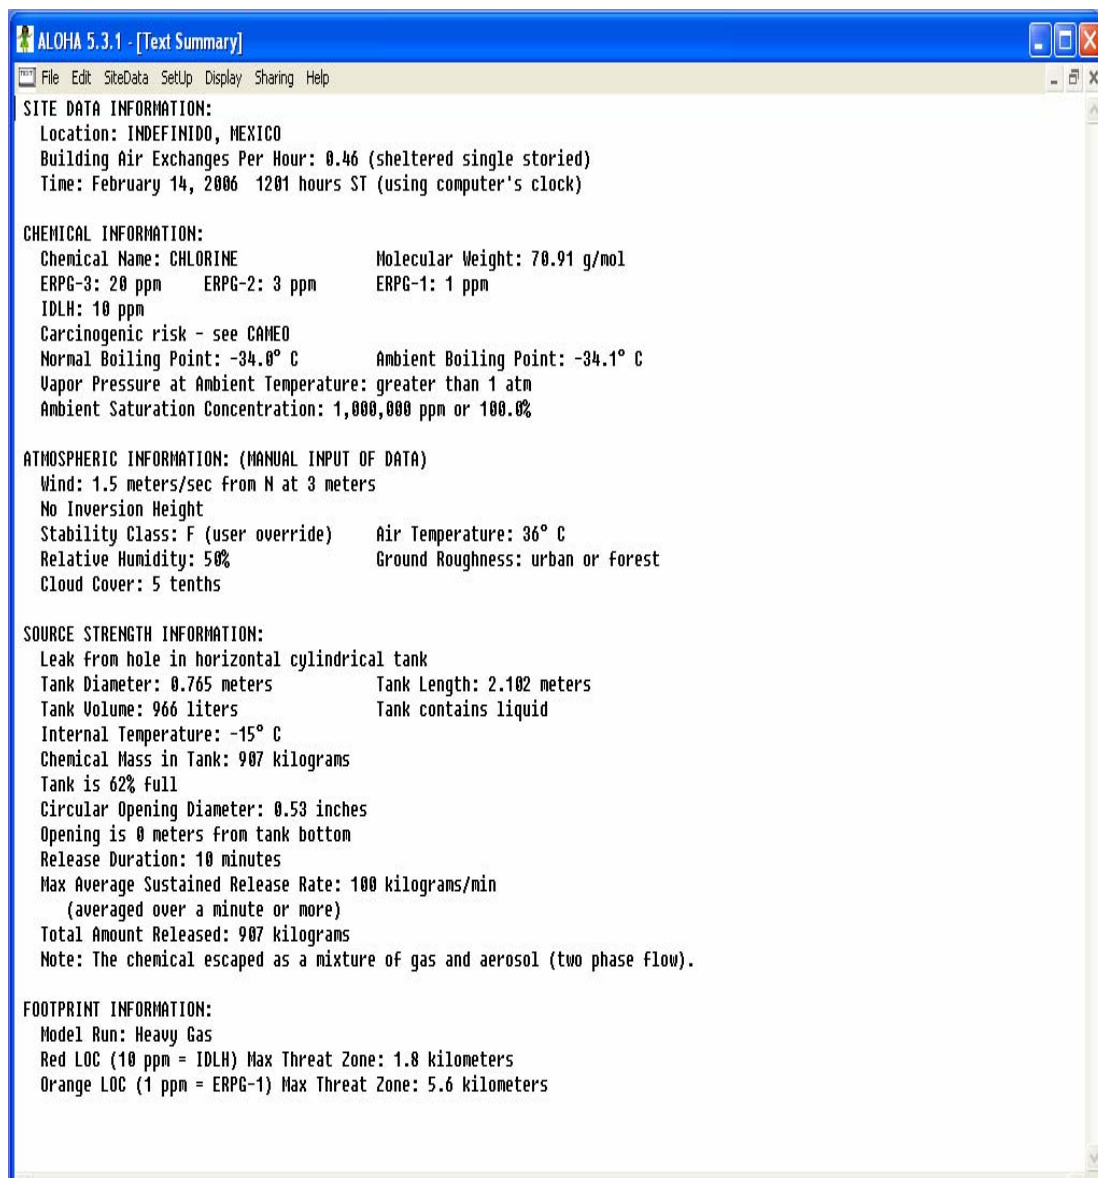 ALOHA 5.3.1 - [Text Summary]
File Edit SiteData SetUp Display Sharing Help
SITE DATA INFORMATION:
Location: INDEFINIDO, MEXICO
Building Air Exchanges Per Hour: 0.46 (sheltered single storied)
Time: February 14, 2006 1201 hours ST (using computer's clock)
CHEMICAL INFORMATION:
Chemical Name: CHLORINE Molecular Weight: 70.91 g/mol
ERPG-3: 20 ppm ERPG-2: 3 ppm ERPG-1: 1 ppm
IDLH: 10 ppm
Carcinogenic risk - see CAMEO
Normal Boiling Point: -34.0° C Ambient Boiling Point: -34.1° C
Vapor Pressure at Ambient Temperature: greater than 1 atm
Ambient Saturation Concentration: 1,000,000 ppm or 100.0%
ATMOSPHERIC INFORMATION: (MANUAL INPUT OF DATA)
Wind: 1.5 meters/sec from N at 3 meters
No Inversion Height
Stability Class: F (user override) Air Temperature: 36° C
Relative Humidity: 50% Ground Roughness: urban or forest
Cloud Cover: 5 tenths
SOURCE STRENGTH INFORMATION:
Leak from hole in horizontal cylindrical tank
Tank Diameter: 0.765 meters Tank Length: 2.102 meters
Tank Volume: 966 liters Tank contains liquid
Internal Temperature: -15° C
Chemical Mass in Tank: 907 kilograms
Tank is 62% full
Circular Opening Diameter: 0.53 inches
Opening is 0 meters from tank bottom
Release Duration: 10 minutes
Max Average Sustained Release Rate: 100 kilograms/min
(averaged over a minute or more)
Total Amount Released: 907 kilograms
Note: The chemical escaped as a mixture of gas and aerosol (two phase flow).
FOOTPRINT INFORMATION:
Model Run: Heavy Gas
Red LOC (10 ppm = IDLH) Max Threat Zone: 1.8 kilometers
Orange LOC (1 ppm = ERPG-1) Max Threat Zone: 5.6 kilometers